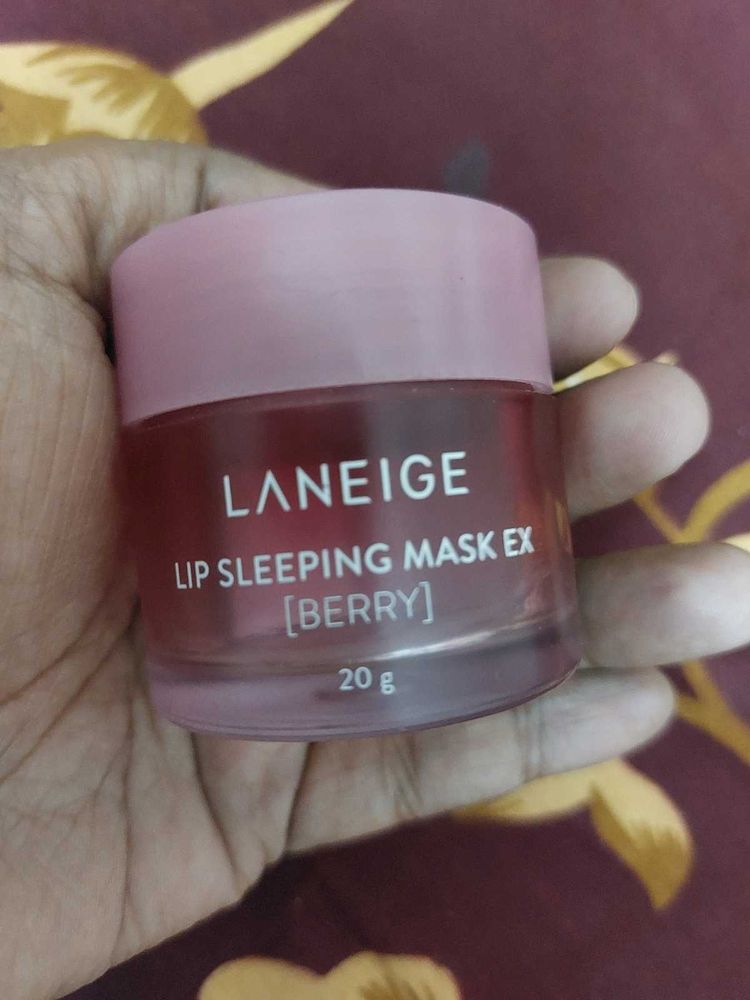 LANEIGE
LIP SLEEPING MASK EX
[BERRY]
20 g